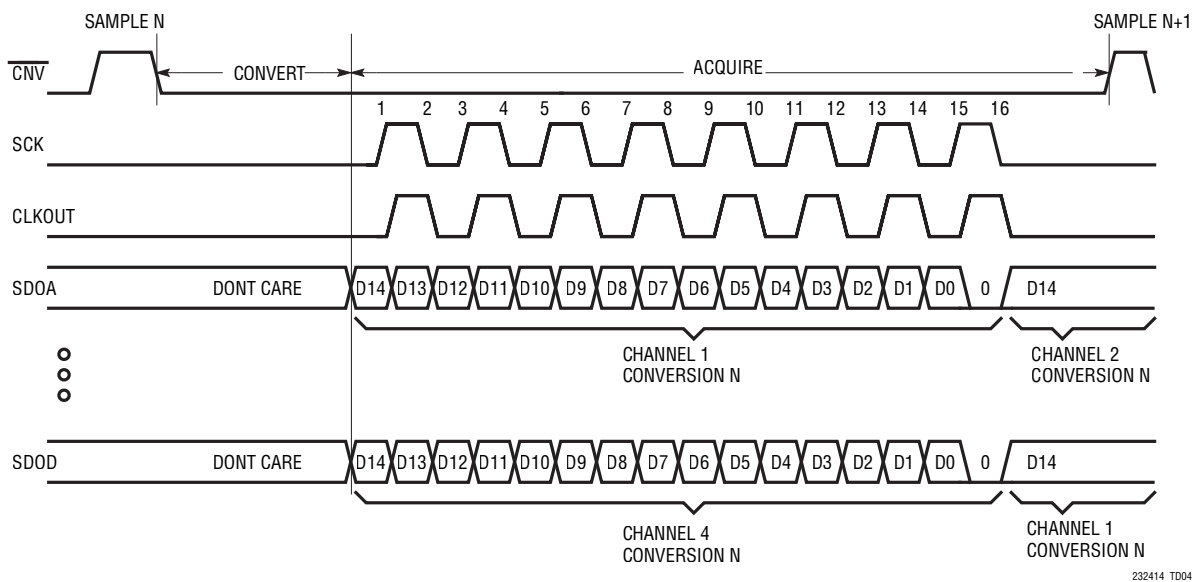 SAMPLE N SAMPLE N+1
CNV CONVERT ACQUIRE
1 2 3 4 5 6 7 8 9 10 11 12 13 14 15 16
SCK
CLKOUT
SDOA DONT CARE D14 D13 D12 D11 D10 D9 D8 D7 D6 D5 D4 D3 D2 D1 D0 0 D14
CHANNEL 1 CHANNEL 2
CONVERSION N CONVERSION N
SDOD DONT CARE D14 D13 D12 D11 D10 D9 D8 D7 D6 D5 D4 D3 D2 D1 D0 0 D14
CHANNEL 4 CHANNEL 1
CONVERSION N CONVERSION N
232414 TD04